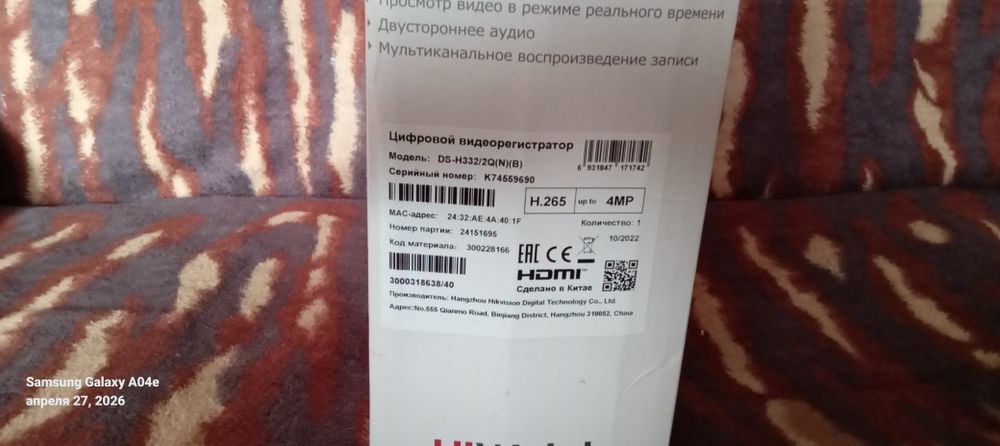 Просмотр видео в режиме реального времени
Двустороннее аудио
Мультиканальное воспроизведение записи
Цифровой видеорегистратор
Модель: DS-H332/2Q(N)(B)
6 931847 171742
Серийный номер: K74559690
H.265 up to 4MP
MAC-адрес: 24:32:AE:4A:40:1F
Количество: 1
Номер партии: 24151695
10/2022
Код материала: 300228166
EAC CE
HDMI
3000318638/40
Сделано в Китае
Производитель: Hangzhou Hikvision Digital Technology Co., Ltd.
Адрес:No.555 Qianmo Road, Binjiang District, Hangzhou 310052, China
Samsung Galaxy A04e
апреля 27, 2026